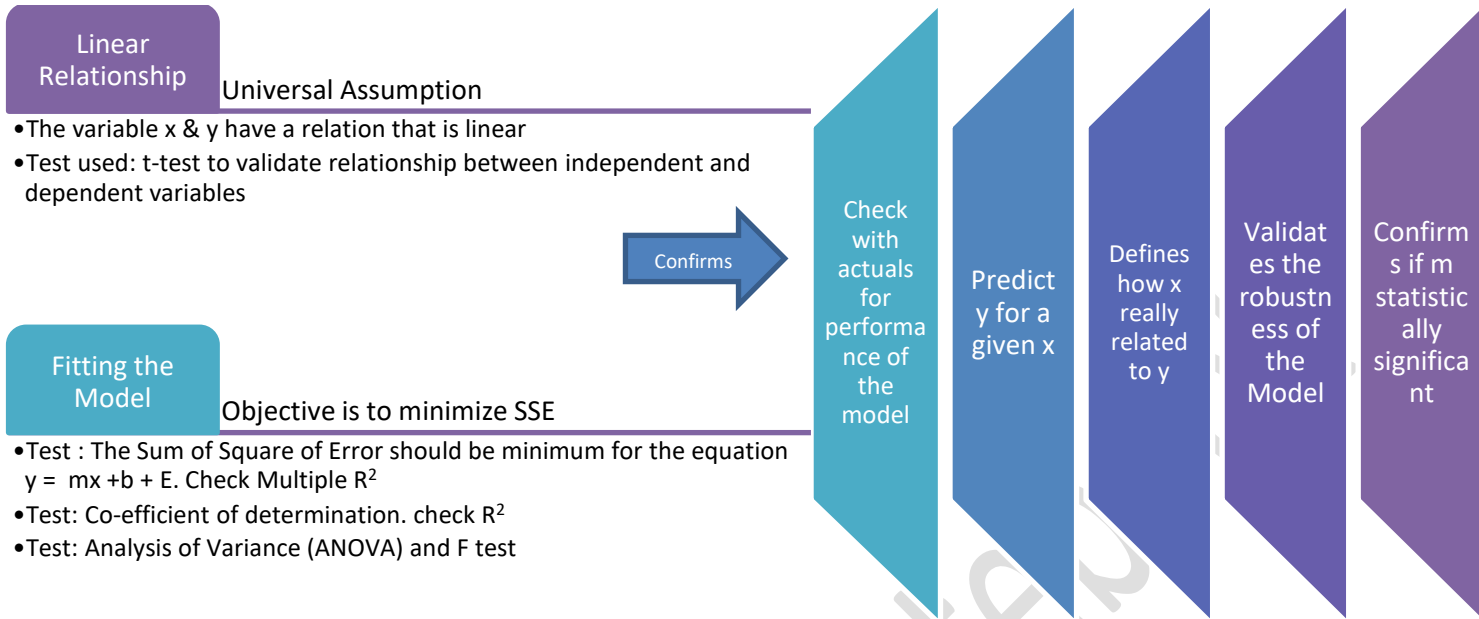 Linear
Relationship
Universal Assumption
•The variable x & y have a relation that is linear
•Test used: t-test to validate relationship between independent and
dependent variables
Confirms
Fitting the
Model
Objective is to minimize SSE
•Test : The Sum of Square of Error should be minimum for the equation
y = mx +b + E. Check Multiple R²
•Test: Co-efficient of determination. check R²
•Test: Analysis of Variance (ANOVA) and F test
Check
with
actuals
for
performa
nce of
the
model
Predict
y for a
given x
Defines
how x
really
related
to y
Validat
es the
robustn
ess of
the
Model
Confirm
s if m
statistic
ally
significa
nt